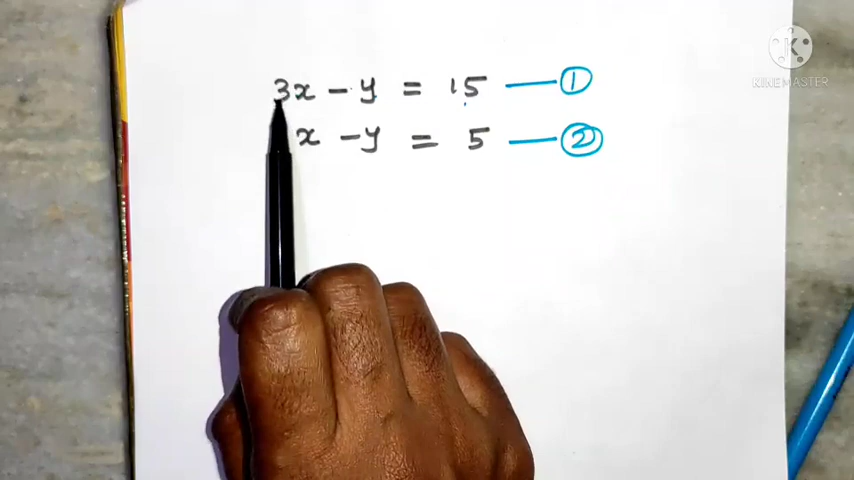 3x - y = 15 — ①
x - y = 5 — ②
KINEMASTER